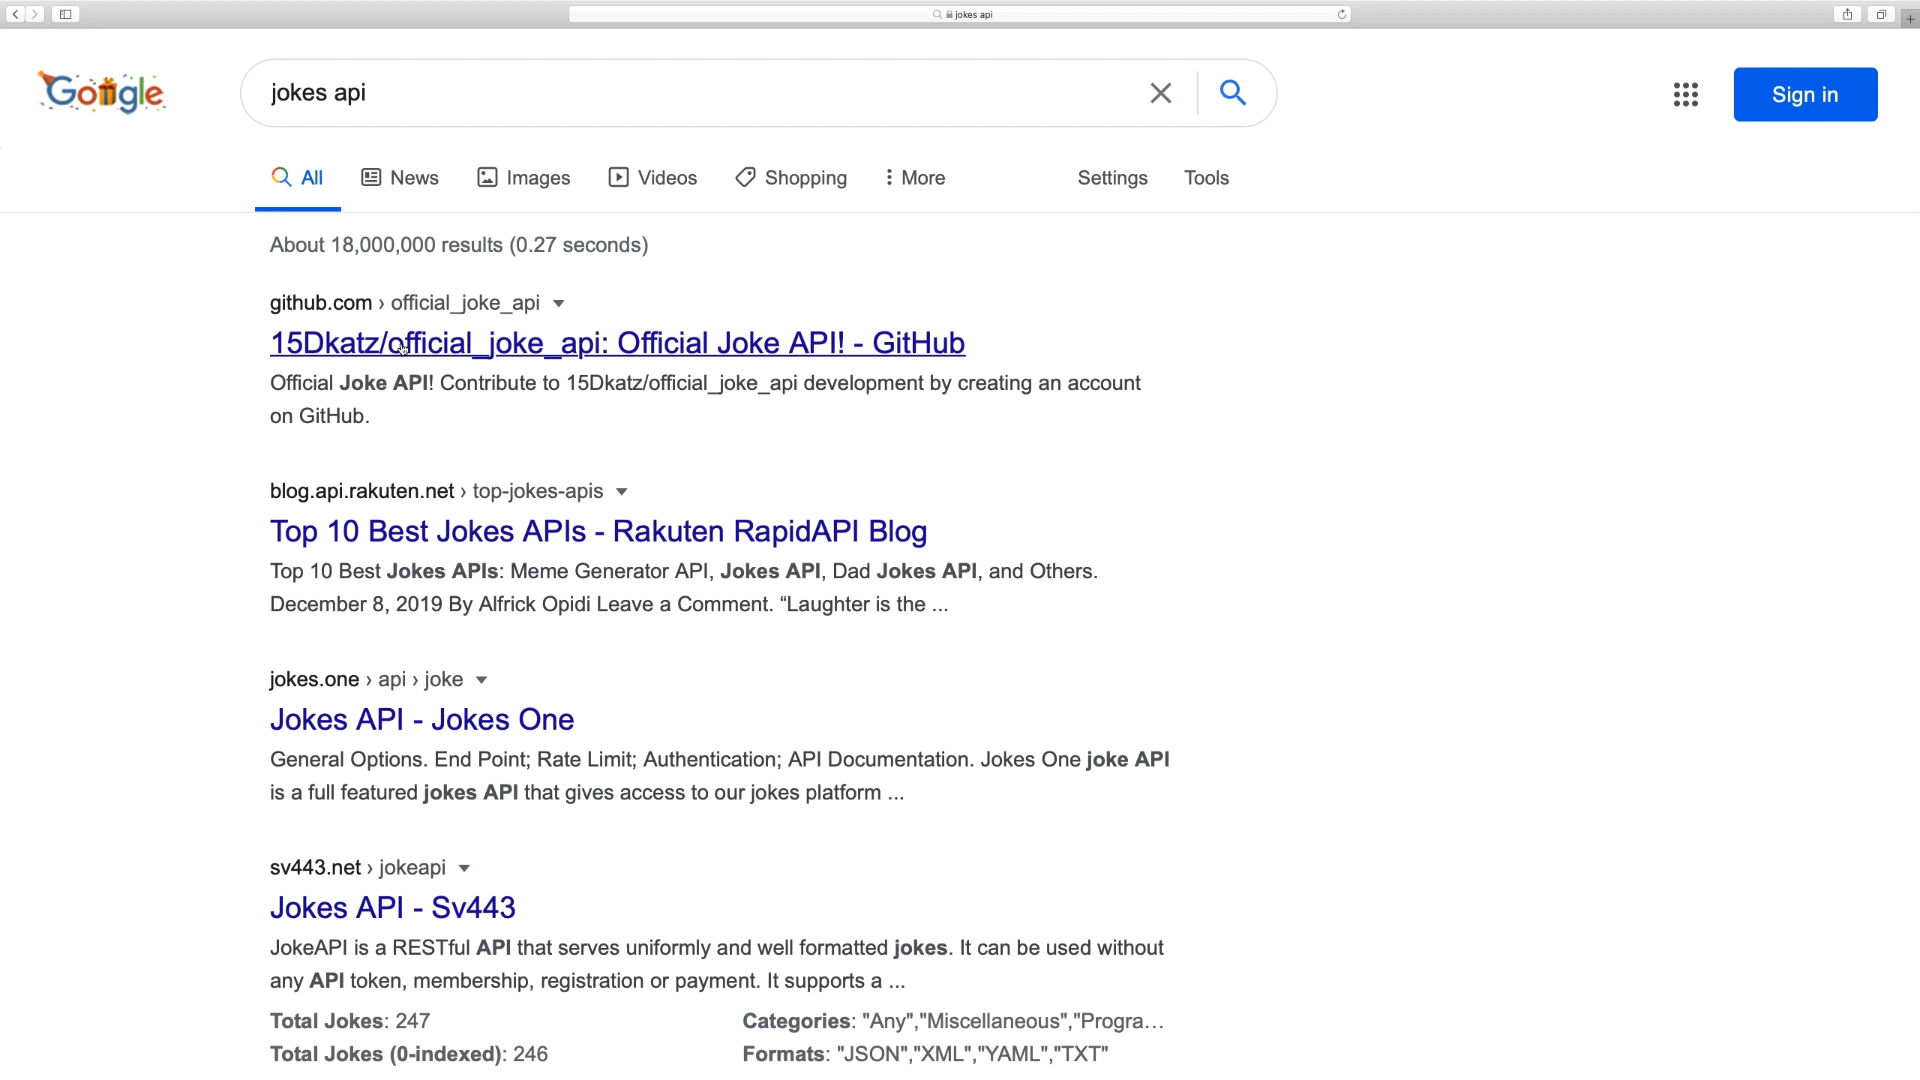 jokes api
Google
jokes api
Sign in
All
News
Images
Videos
Shopping
More
Settings
Tools
About 18,000,000 results (0.27 seconds)
github.com › official_joke_api
15Dkatz/official_joke_api: Official Joke API! - GitHub
Official Joke API! Contribute to 15Dkatz/official_joke_api development by creating an account
on GitHub.
blog.api.rakuten.net › top-jokes-apis
Top 10 Best Jokes APIs - Rakuten RapidAPI Blog
Top 10 Best Jokes APIs: Meme Generator API, Jokes API, Dad Jokes API, and Others.
December 8, 2019 By Alfrick Opidi Leave a Comment. “Laughter is the ...
jokes.one › api › joke
Jokes API - Jokes One
General Options. End Point; Rate Limit; Authentication; API Documentation. Jokes One joke API
is a full featured jokes API that gives access to our jokes platform ...
sv443.net › jokeapi
Jokes API - Sv443
JokeAPI is a RESTful API that serves uniformly and well formatted jokes. It can be used without
any API token, membership, registration or payment. It supports a ...
Total Jokes: 247
Categories: "Any","Miscellaneous","Progra...
Total Jokes (0-indexed): 246
Formats: "JSON","XML","YAML","TXT"